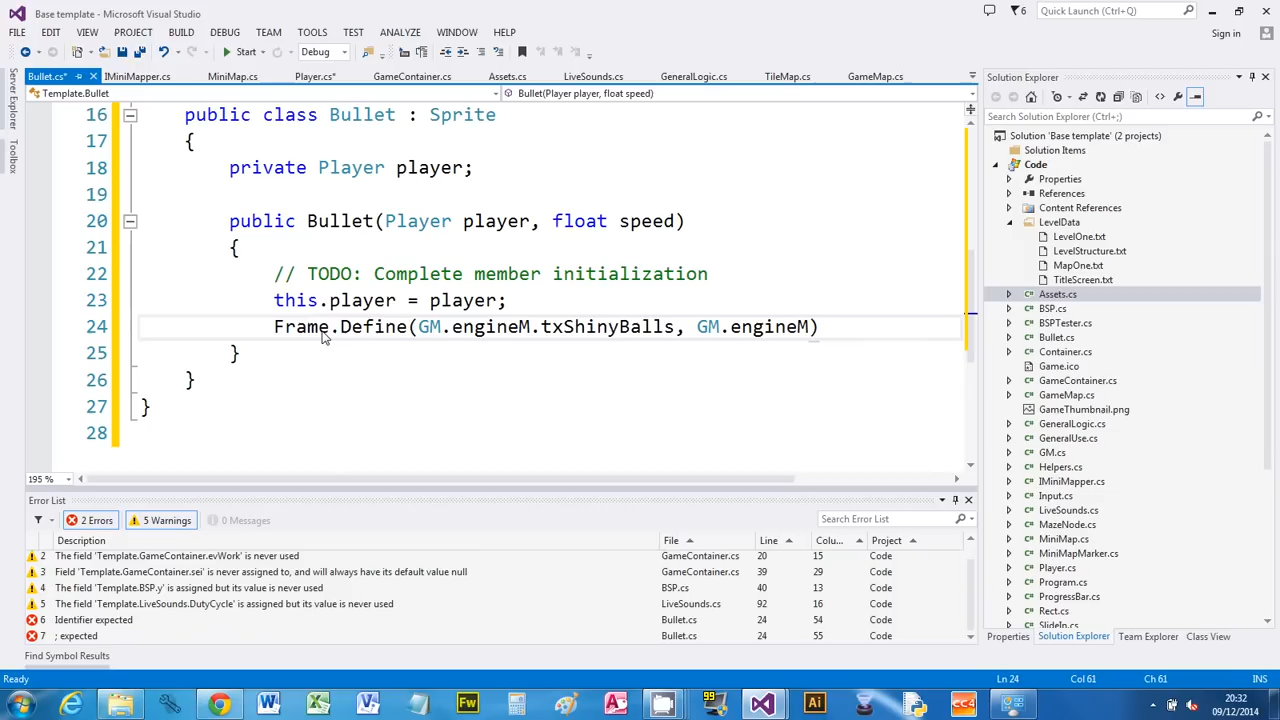 Base template - Microsoft Visual Studio
6
Quick Launch (Ctrl+Q)
FILE EDIT VIEW PROJECT BUILD DEBUG TEAM TOOLS TEST ANALYZE WINDOW HELP
Sign in
Start Debug
Server Explorer
Toolbox
Bullet.cs* IMiniMapper.cs MiniMap.cs Player.cs* GameContainer.cs Assets.cs LiveSounds.cs GeneralLogic.cs TileMap.cs GameMap.cs
Template.Bullet Bullet(Player player, float speed)
16 public class Bullet : Sprite
17 {
18 private Player player;
19
20 public Bullet(Player player, float speed)
21 {
22 // TODO: Complete member initialization
23 this.player = player;
24 Frame.Define(GM.engineM.txShinyBalls, GM.engineM)
25 }
26 }
27 }
28
195 %
Error List
2 Errors 5 Warnings 0 Messages
Search Error List
Description File Line Colu... Project
2 The field 'Template.GameContainer.evWork' is never used GameContainer.cs 20 15 Code
3 Field 'Template.GameContainer.sei' is never assigned to, and will always have its default value null GameContainer.cs 39 29 Code
4 The field 'Template.BSP.y' is assigned but its value is never used BSP.cs 40 13 Code
5 The field 'Template.LiveSounds.DutyCycle' is assigned but its value is never used LiveSounds.cs 92 16 Code
6 Identifier expected Bullet.cs 24 54 Code
7 ; expected Bullet.cs 24 55 Code
Find Symbol Results
Solution Explorer
Search Solution Explorer (Ctrl+;)
Solution 'Base template' (2 projects)
Solution Items
Code
Properties
References
Content References
LevelData
LevelOne.txt
LevelStructure.txt
MapOne.txt
TitleScreen.txt
Assets.cs
BSP.cs
BSPTester.cs
Bullet.cs
Container.cs
Game.ico
GameContainer.cs
GameMap.cs
GameThumbnail.png
GeneralLogic.cs
GeneralUse.cs
GM.cs
Helpers.cs
IMiniMapper.cs
Input.cs
LiveSounds.cs
MazeNode.cs
MiniMap.cs
MiniMapMarker.cs
Player.cs
Program.cs
ProgressBar.cs
Rect.cs
SlideIn.cs
Properties Solution Explorer Team Explorer Class View
Ready Ln 24 Col 61 Ch 61
20:32
09/12/2014